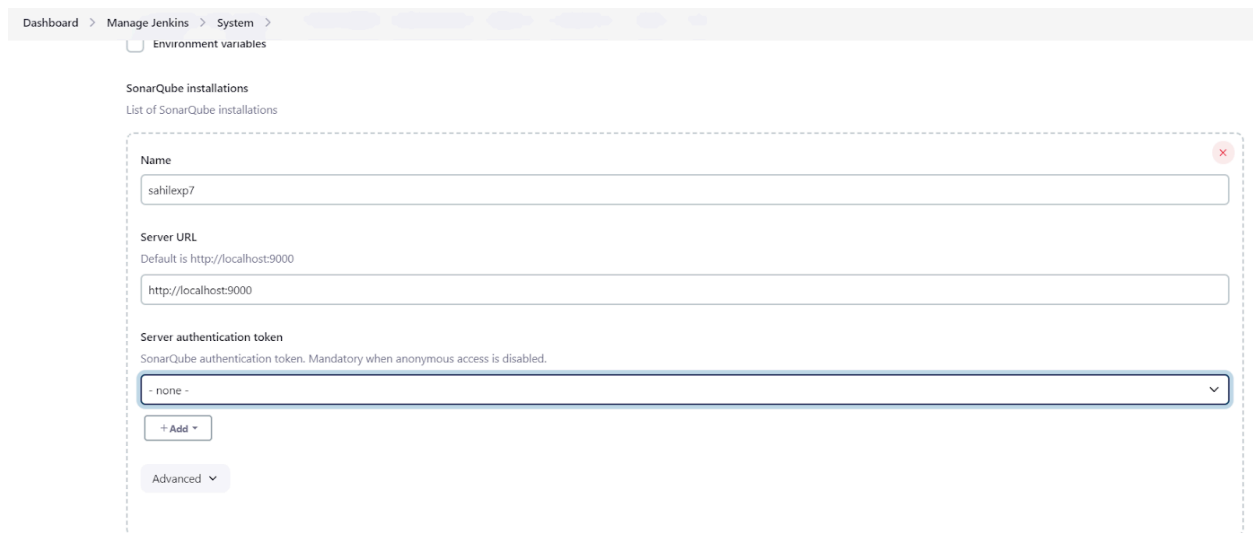 Dashboard > Manage Jenkins > System >
Environment variables
SonarQube installations
List of SonarQube installations
Name
sahilexp7
Server URL
Default is http://localhost:9000
http://localhost:9000
Server authentication token
SonarQube authentication token. Mandatory when anonymous access is disabled.
- none -
+ Add
Advanced